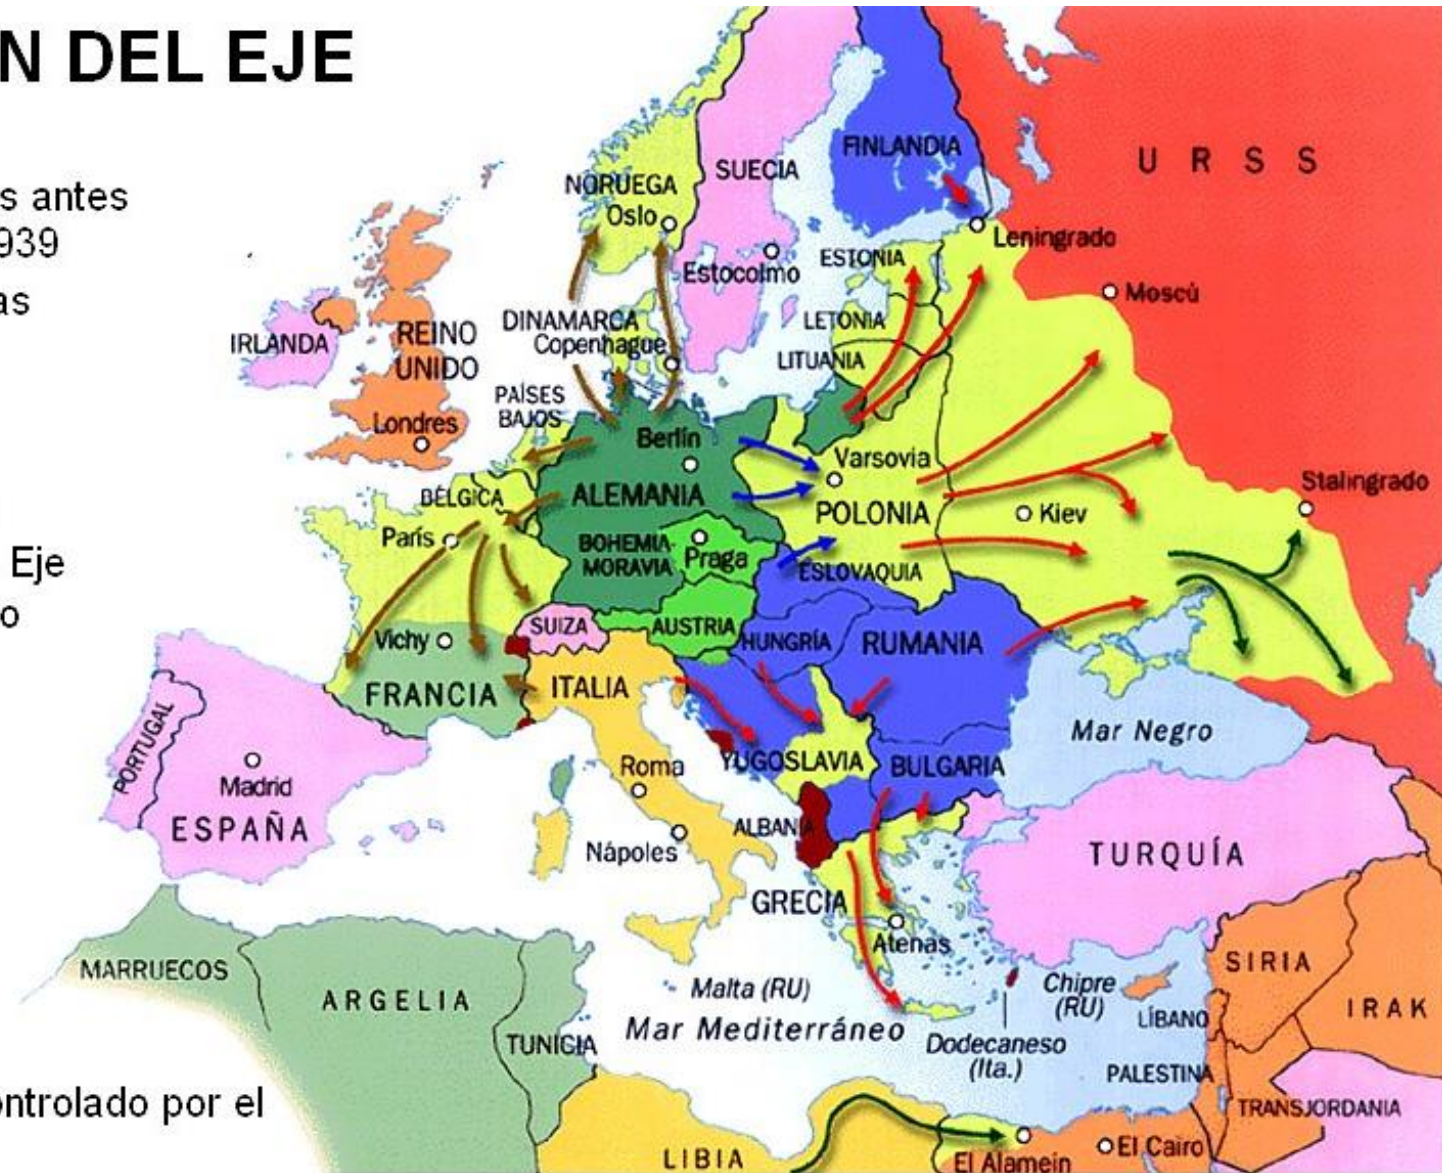 N DEL EJE
s antes
939
as
Eje
o
ontrolado por el
FINLANDIA
U R S S
SUECIA
NORUEGA
Oslo
Leningrado
ESTONIA
Estocolmo
Moscú
LETONIA
DINAMARCA
Copenhague
IRLANDA
REINO
UNIDO
LITUANIA
PAÍSES
BAJOS
Londres
Berlín
Varsovia
Stalingrado
BÉLGICA
ALEMANIA
POLONIA
Kiev
París
BOHEMIA-
MORAVIA
Praga
ESLOVAQUIA
SUIZA
AUSTRIA
Vichy
HUNGRÍA
RUMANIA
FRANCIA
ITALIA
PORTUGAL
Mar Negro
Madrid
Roma
YUGOSLAVIA
BULGARIA
ESPAÑA
ALBANIA
Nápoles
TURQUÍA
GRECIA
Atenas
MARRUECOS
ARGELIA
Malta (RU)
Chipre
(RU)
SIRIA
IRAK
LÍBANO
Mar Mediterráneo
TUNICIA
Dodecaneso
(Ita.)
PALESTINA
TRANSJORDANIA
LIBIA
El Alamein
El Cairo